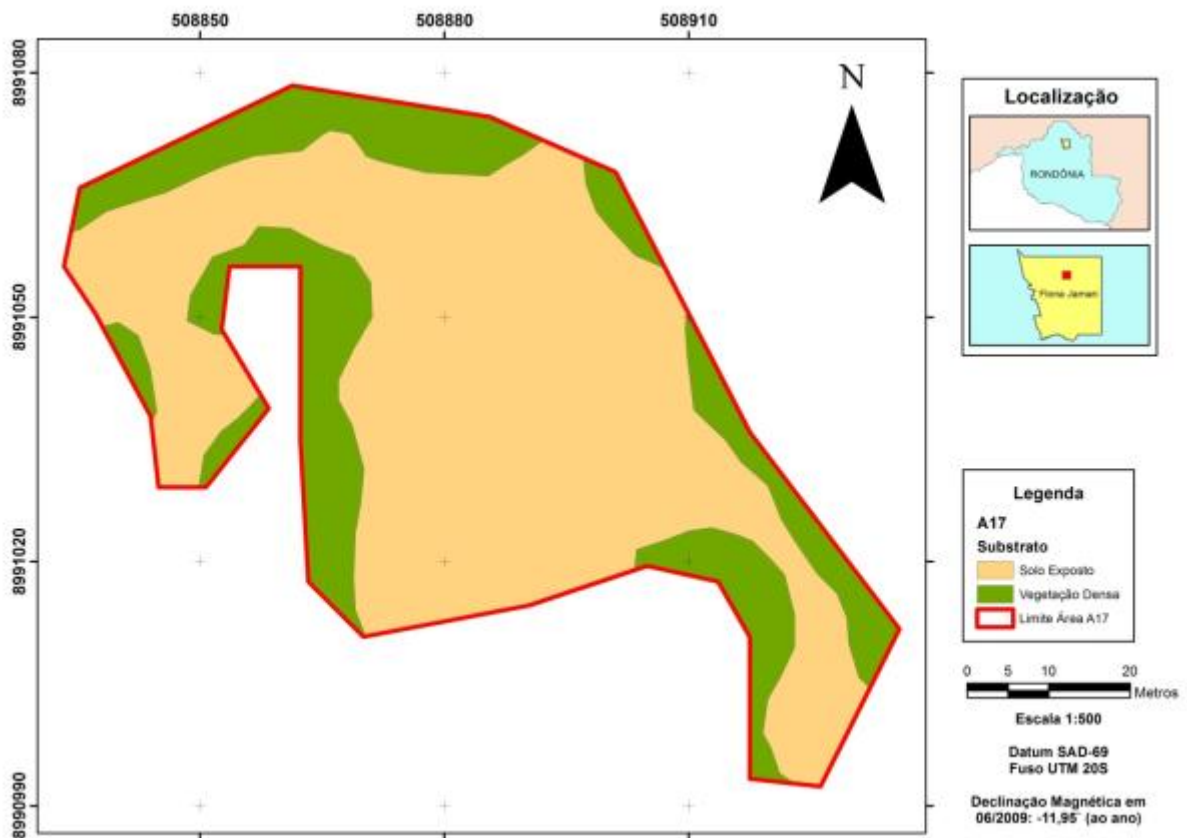 508850
508880
508910
8991080
8991050
8991020
8990990
N
Localização
RONDÔNIA
Flona Jamari
Legenda
A17
Substrato
Solo Exposto
Vegetação Densa
Limite Área A17
0 5 10 20
Metros
Escala 1:500
Datum SAD-69
Fuso UTM 20S
Declinação Magnética em
06/2009: -11,95° (ao ano)